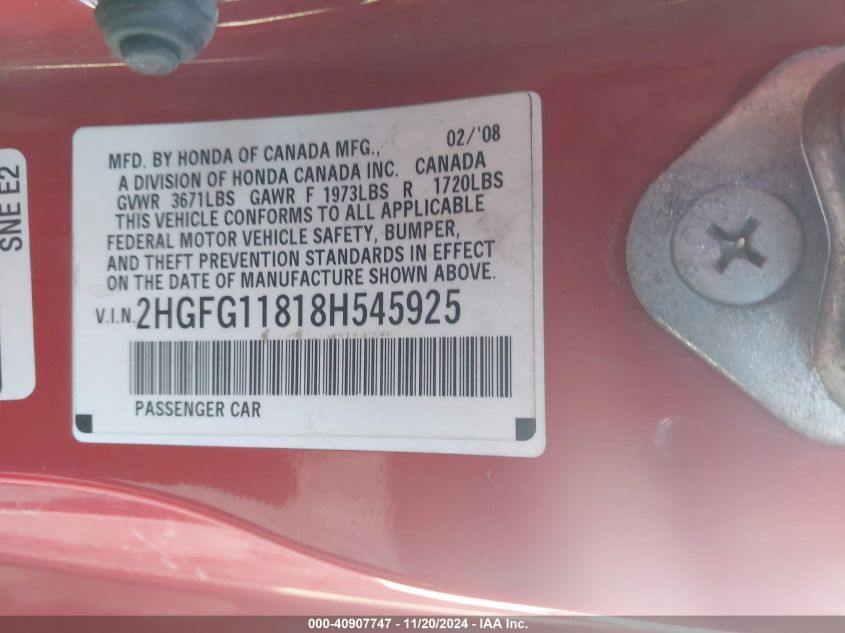 SNE E2
02/'08
MFD. BY HONDA OF CANADA MFG.,
A DIVISION OF HONDA CANADA INC. CANADA
GVWR 3671LBS GAWR F 1973LBS R 1720LBS
THIS VEHICLE CONFORMS TO ALL APPLICABLE
FEDERAL MOTOR VEHICLE SAFETY, BUMPER,
AND THEFT PREVENTION STANDARDS IN EFFECT
ON THE DATE OF MANUFACTURE SHOWN ABOVE.
V.I.N. 2HGFG11818H545925
PASSENGER CAR
000-40907747 - 11/20/2024 - IAA Inc.